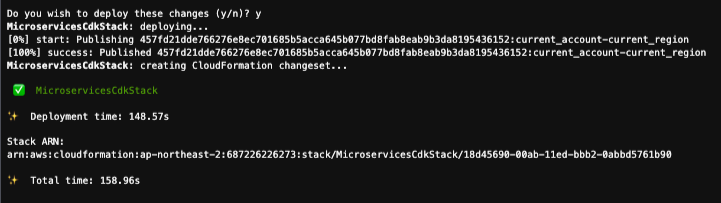 Do you wish to deploy these changes (y/n)? y
MicroservicesCdkStack: deploying...
[0%] start: Publishing 457fd21dde766276e8ec701685b5acca645b077bd8fab8eab9b3da8195436152:current_account-current_region
[100%] success: Published 457fd21dde766276e8ec701685b5acca645b077bd8fab8eab9b3da8195436152:current_account-current_region
MicroservicesCdkStack: creating CloudFormation changeset...
✅ MicroservicesCdkStack
✨ Deployment time: 148.57s
Stack ARN:
arn:aws:cloudformation:ap-northeast-2:687226226273:stack/MicroservicesCdkStack/18d45690-00ab-11ed-bbb2-0abbd5761b90
✨ Total time: 158.96s